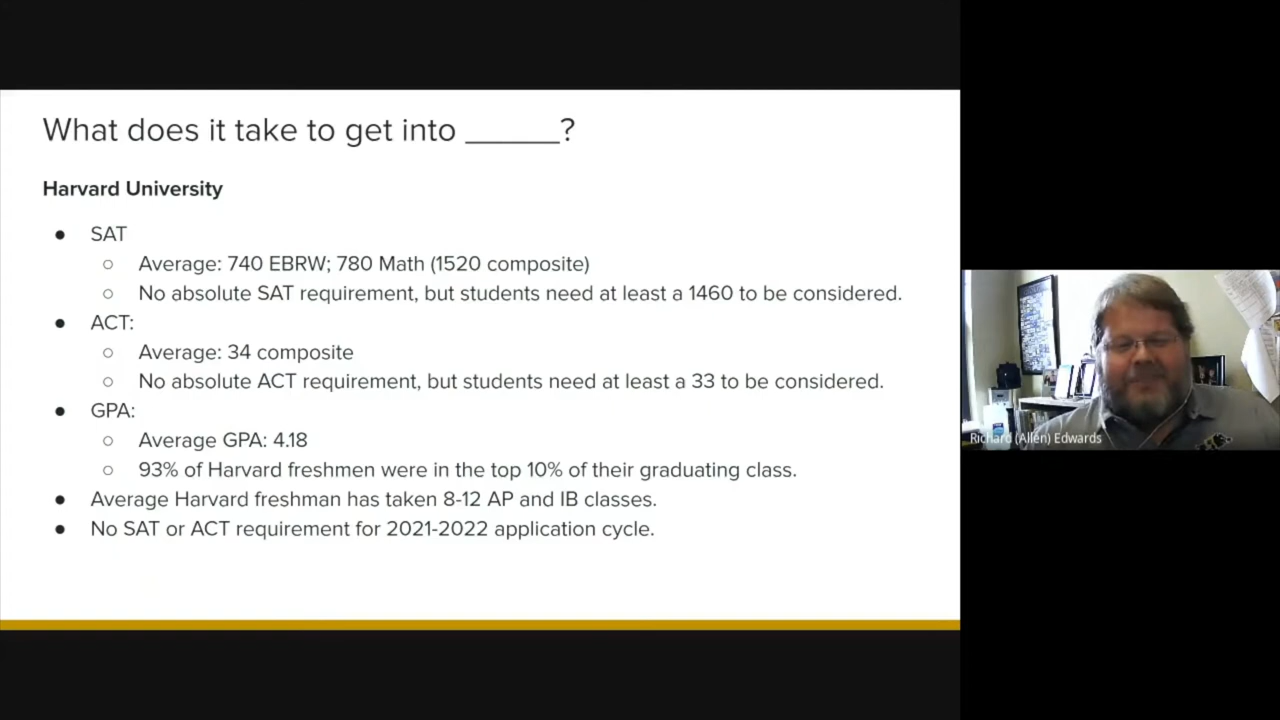 What does it take to get into ______?
Harvard University
● SAT
○ Average: 740 EBRW; 780 Math (1520 composite)
○ No absolute SAT requirement, but students need at least a 1460 to be considered.
● ACT:
○ Average: 34 composite
○ No absolute ACT requirement, but students need at least a 33 to be considered.
● GPA:
○ Average GPA: 4.18
○ 93% of Harvard freshmen were in the top 10% of their graduating class.
● Average Harvard freshman has taken 8-12 AP and IB classes.
● No SAT or ACT requirement for 2021-2022 application cycle.
Richard (Allen) Edwards